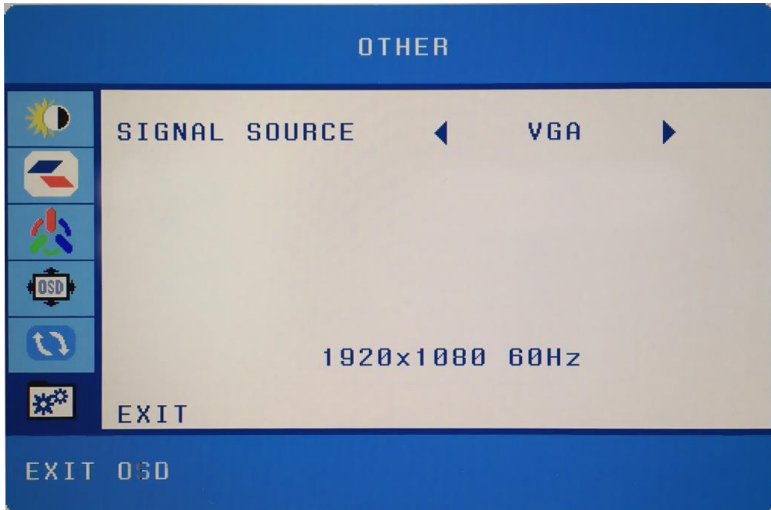 OTHER
SIGNAL SOURCE VGA
OSD
1920x1080 60Hz
EXIT
EXIT OSD